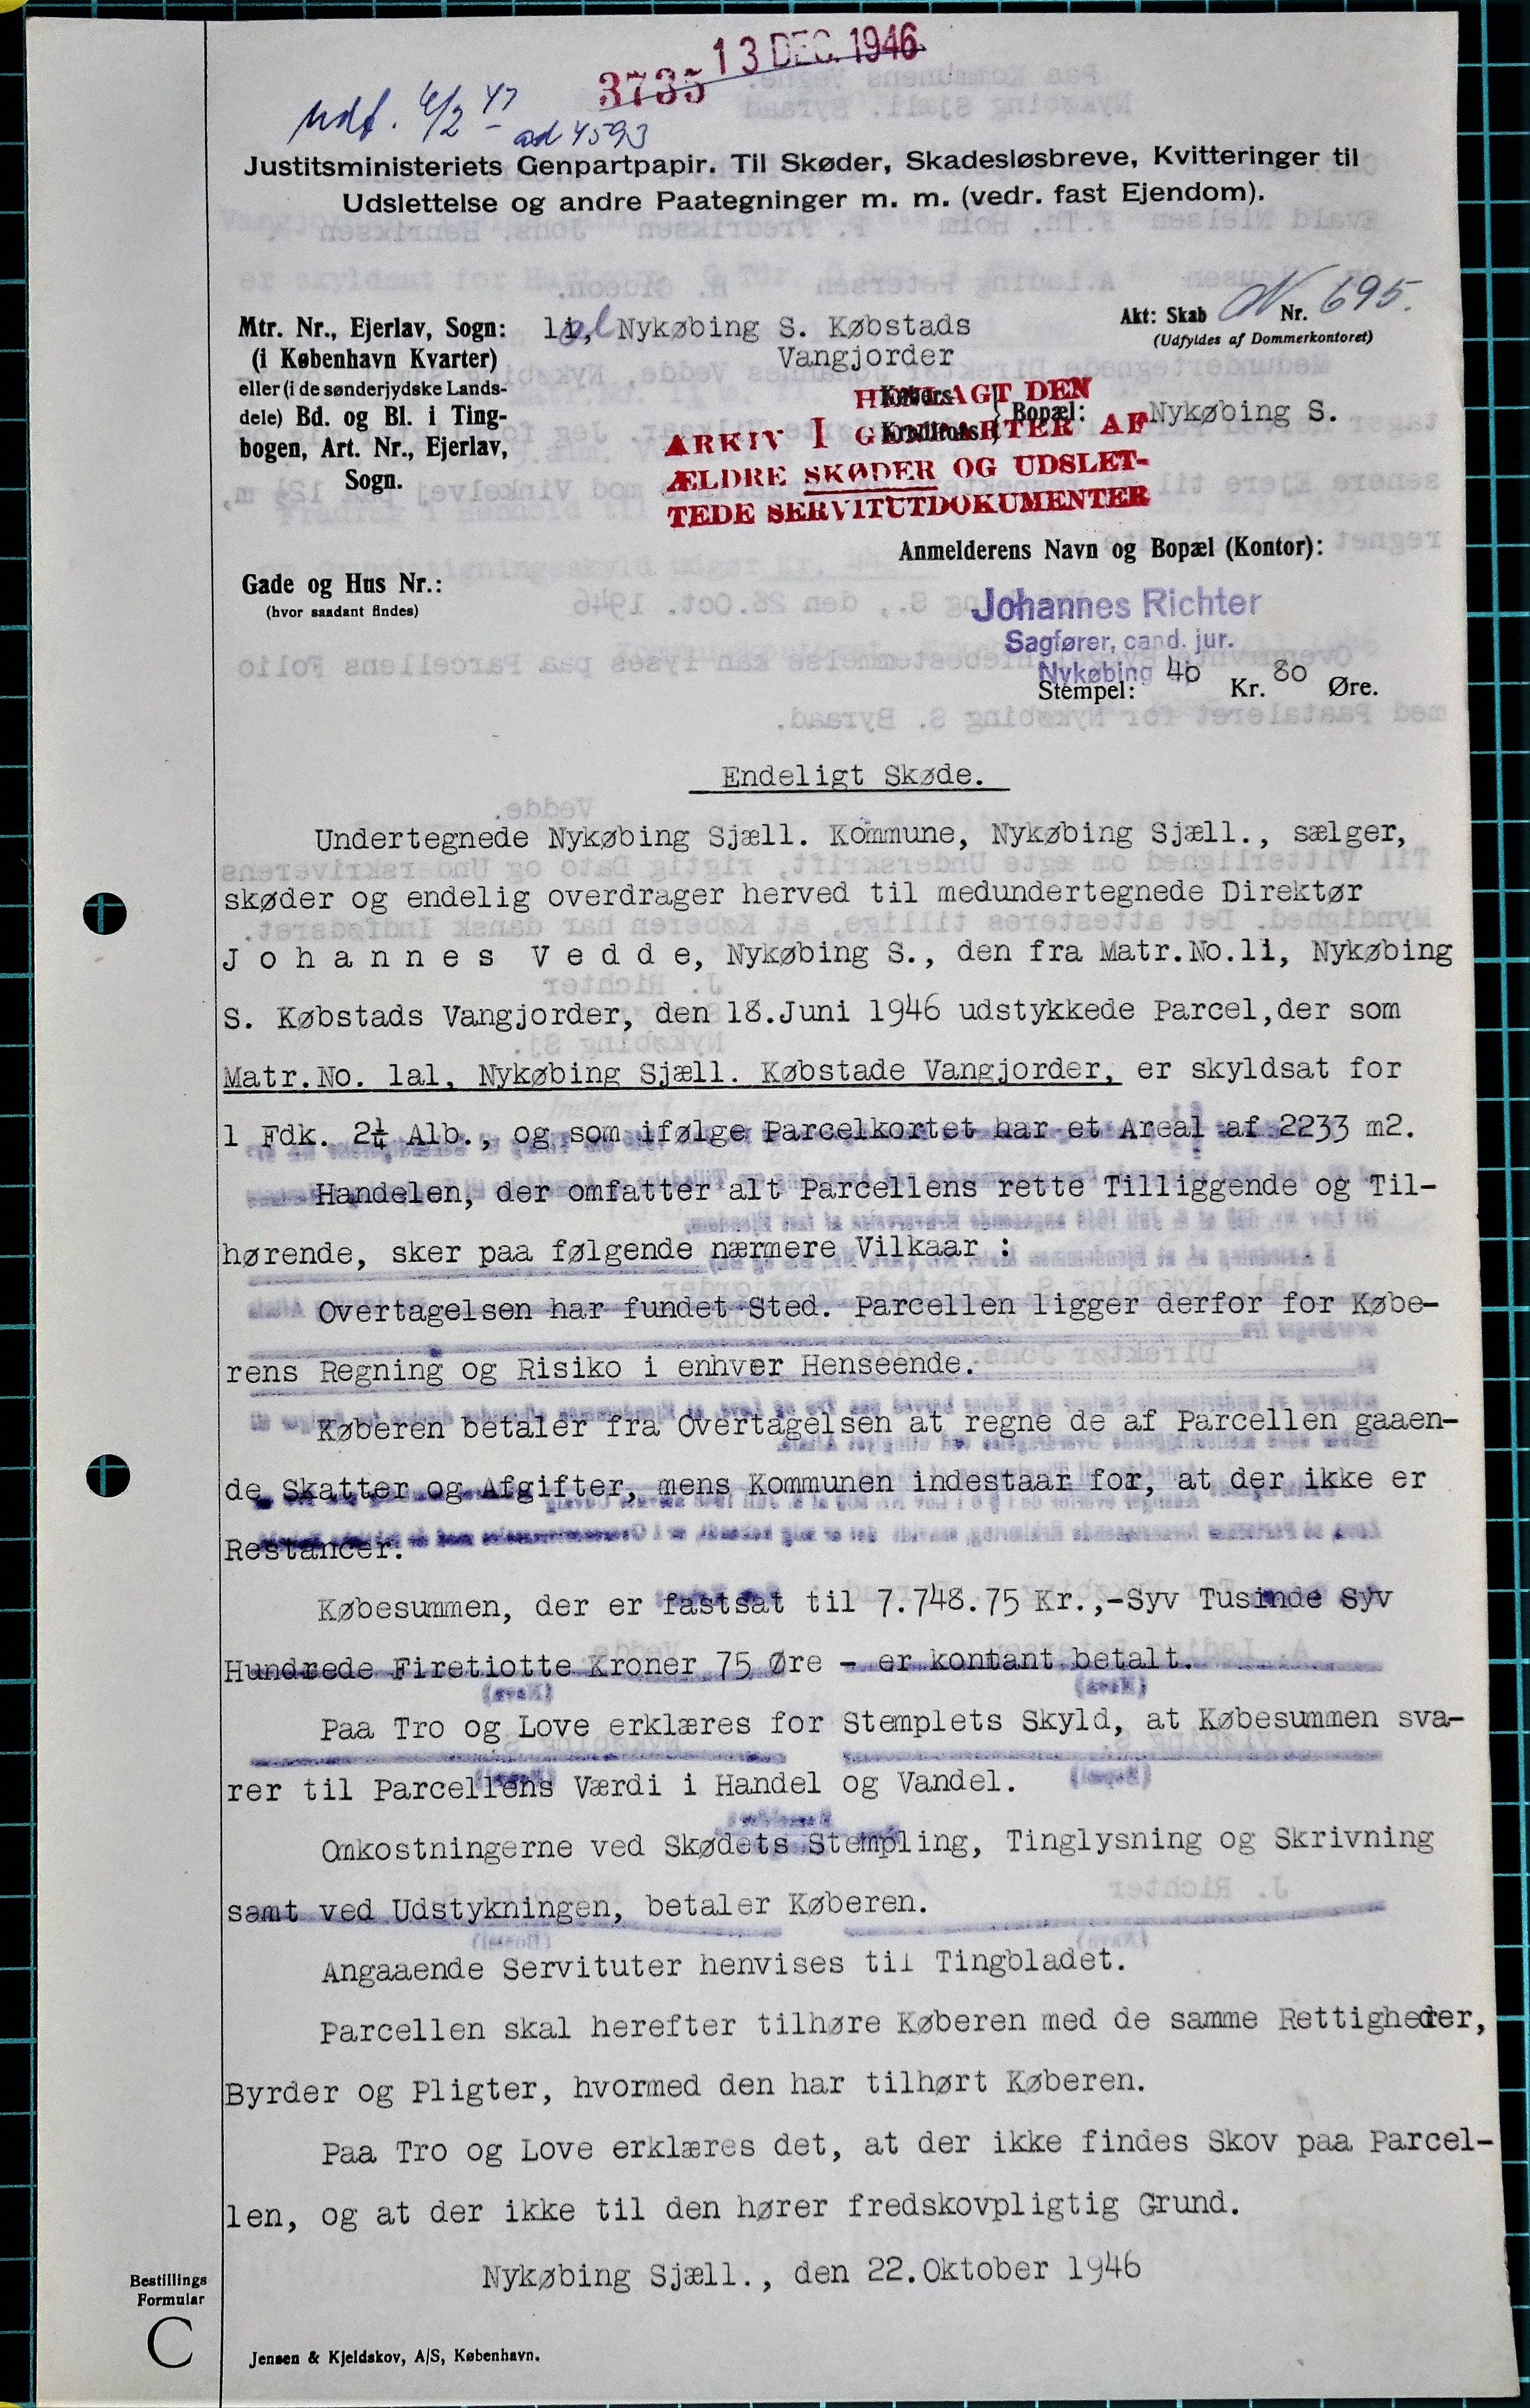 13 DEC. 1946
3735
Udf. 6/2 47
ad 4593
Justitsministeriets Genpartpapir. Til Skøder, Skadesløsbreve, Kvitteringer til
Udslettelse og andre Paategninger m. m. (vedr. fast Ejendom).
Akt: Skab N Nr. 695.
(Udfyldes af Dommerkontoret)
Mtr. Nr., Ejerlav, Sogn: 1 al, Nykøbing S. Købstads
(i København Kvarter) Vangjorder
eller (i de sønderjydske Lands-
dele) Bd. og Bl. i Ting-
bogen, Art. Nr., Ejerlav,
Sogn.
Købers
Kreditors } Bopæl: Nykøbing S.
HENLAGT DEN
ARKIV I GENPARTER AF
ÆLDRE SKØDER OG UDSLET-
TEDE SERVITUTDOKUMENTER
Anmelderens Navn og Bopæl (Kontor):
Gade og Hus Nr.:
(hvor saadant findes)
Johannes Richter
Sagfører, cand. jur.
Nykøbing
Stempel: 40 Kr. 80 Øre.
Endeligt Skøde.
Undertegnede Nykøbing Sjæll. Kommune, Nykøbing Sjæll., sælger,
skøder og endelig overdrager herved til medundertegnede Direktør
J o h a n n e s V e d d e, Nykøbing S., den fra Matr.No.1i, Nykøbing
S. Købstads Vangjorder, den 18.Juni 1946 udstykkede Parcel,der som
Matr.No. 1al, Nykøbing Sjæll. Købstade Vangjorder, er skyldsat for
1 Fdk. 2¼ Alb., og som ifølge Parcelkortet har et Areal af 2233 m2.
Handelen, der omfatter alt Parcellens rette Tilliggende og Til-
hørende, sker paa følgende nærmere Vilkaar :
Overtagelsen har fundet Sted. Parcellen ligger derfor for Købe-
rens Regning og Risiko i enhver Henseende.
Køberen betaler fra Overtagelsen at regne de af Parcellen gaaen-
de Skatter og Afgifter, mens Kommunen indestaar for, at der ikke er
Restancer.
Købesummen, der er fastsat til 7.748.75 Kr.,-Syv Tusinde Syv
Hundrede Firetiotte Kroner 75 Øre - er kontant betalt.
Paa Tro og Love erklæres for Stemplets Skyld, at Købesummen sva-
rer til Parcellens Værdi i Handel og Vandel.
Omkostningerne ved Skødets Stempling, Tinglysning og Skrivning
samt ved Udstykningen, betaler Køberen.
Angaaende Servituter henvises til Tingbladet.
Parcellen skal herefter tilhøre Køberen med de samme Rettigheder,
Byrder og Pligter, hvormed den har tilhørt Køberen.
Paa Tro og Love erklæres det, at der ikke findes Skov paa Parcel-
len, og at der ikke til den hører fredskovpligtig Grund.
Nykøbing Sjæll., den 22.Oktober 1946
Bestillings
Formular
C
Jensen & Kjeldskov, A/S, København.